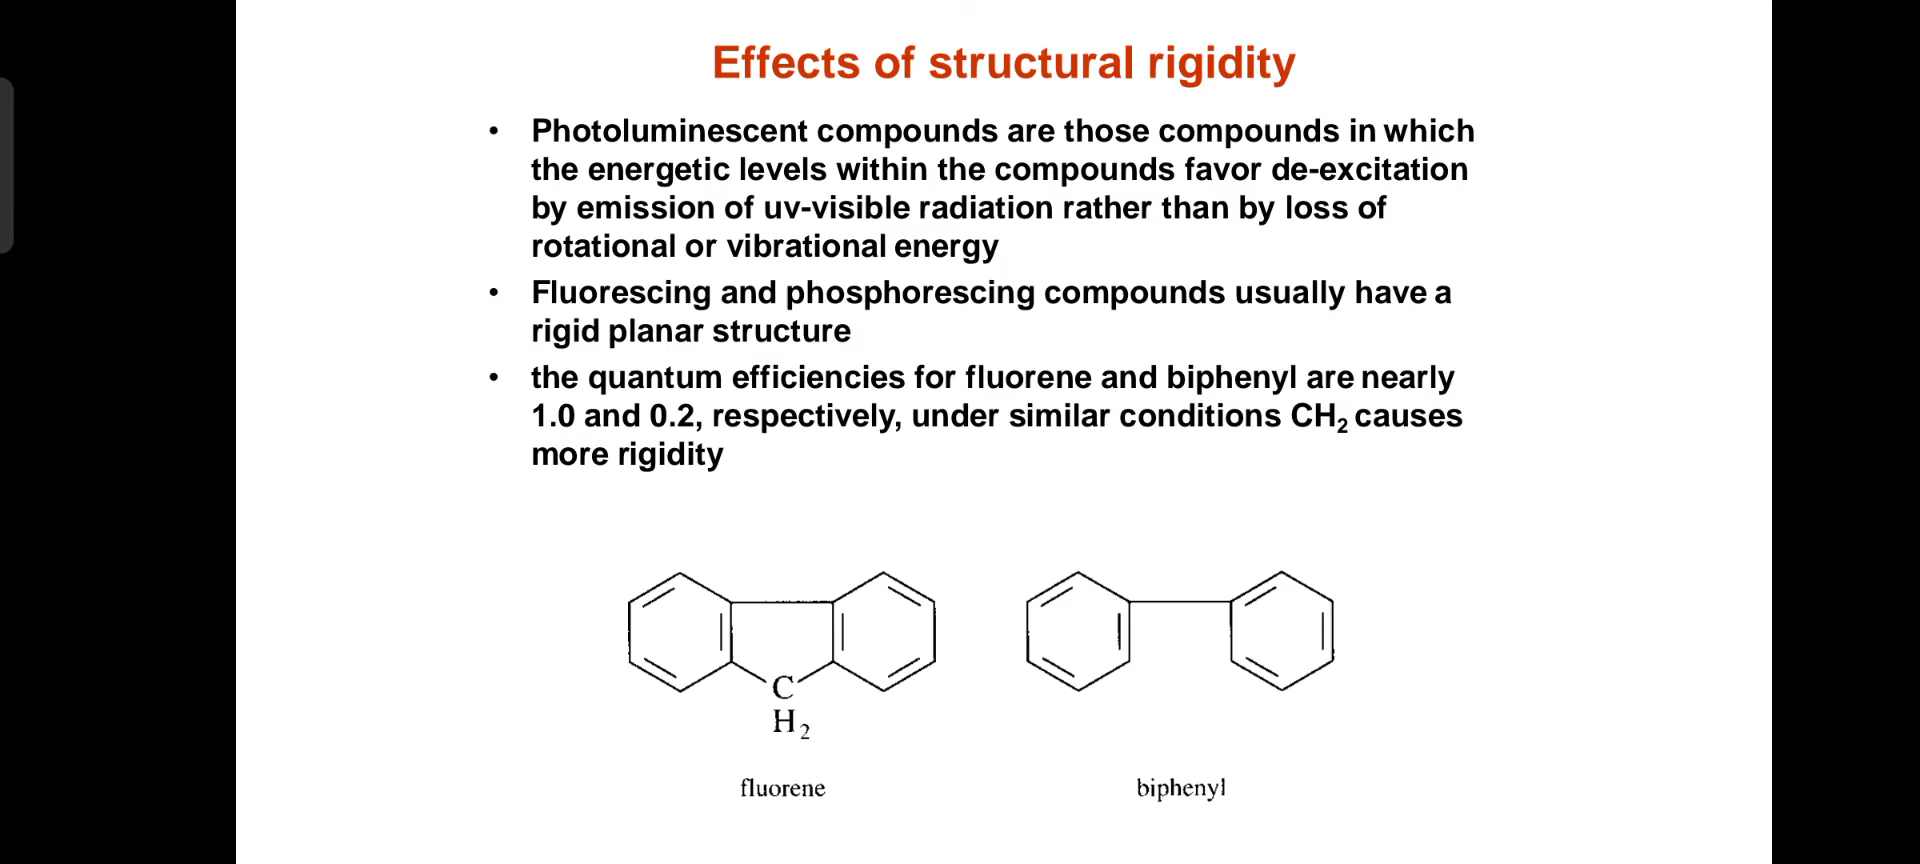 Effects of structural rigidity
• Photoluminescent compounds are those compounds in which
the energetic levels within the compounds favor de-excitation
by emission of uv-visible radiation rather than by loss of
rotational or vibrational energy
• Fluorescing and phosphorescing compounds usually have a
rigid planar structure
• the quantum efficiencies for fluorene and biphenyl are nearly
1.0 and 0.2, respectively, under similar conditions CH₂ causes
more rigidity
C
H₂
fluorene
biphenyl